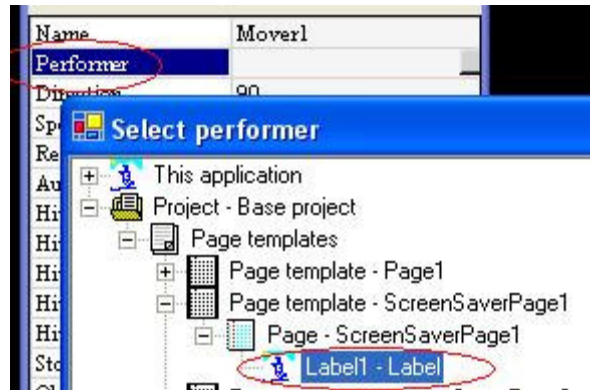 Name Mover1
Performer
Direction 90
Select performer
This application
Project - Base project
Page templates
Page template - Page1
Page template - ScreenSaverPage1
Page - ScreenSaverPage1
Label1 - Label